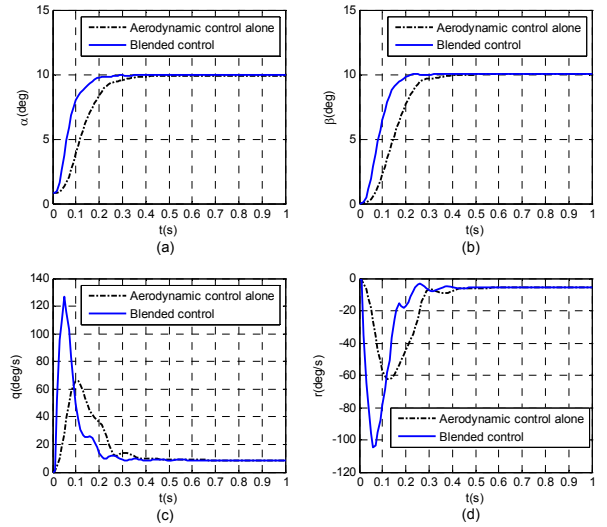 15
10
5
0
α(deg)
Aerodynamic control alone
Blended control
0 0.1 0.2 0.3 0.4 0.5 0.6 0.7 0.8 0.9 1
t(s)
(a)
15
10
5
0
β(deg)
Aerodynamic control alone
Blended control
0 0.1 0.2 0.3 0.4 0.5 0.6 0.7 0.8 0.9 1
t(s)
(b)
140
120
100
80
60
40
20
0
q(deg/s)
Aerodynamic control alone
Blended control
0 0.1 0.2 0.3 0.4 0.5 0.6 0.7 0.8 0.9 1
t(s)
(c)
0
-20
-40
-60
-80
-100
-120
r(deg/s)
Aerodynamic control alone
Blended control
0 0.1 0.2 0.3 0.4 0.5 0.6 0.7 0.8 0.9 1
t(s)
(d)